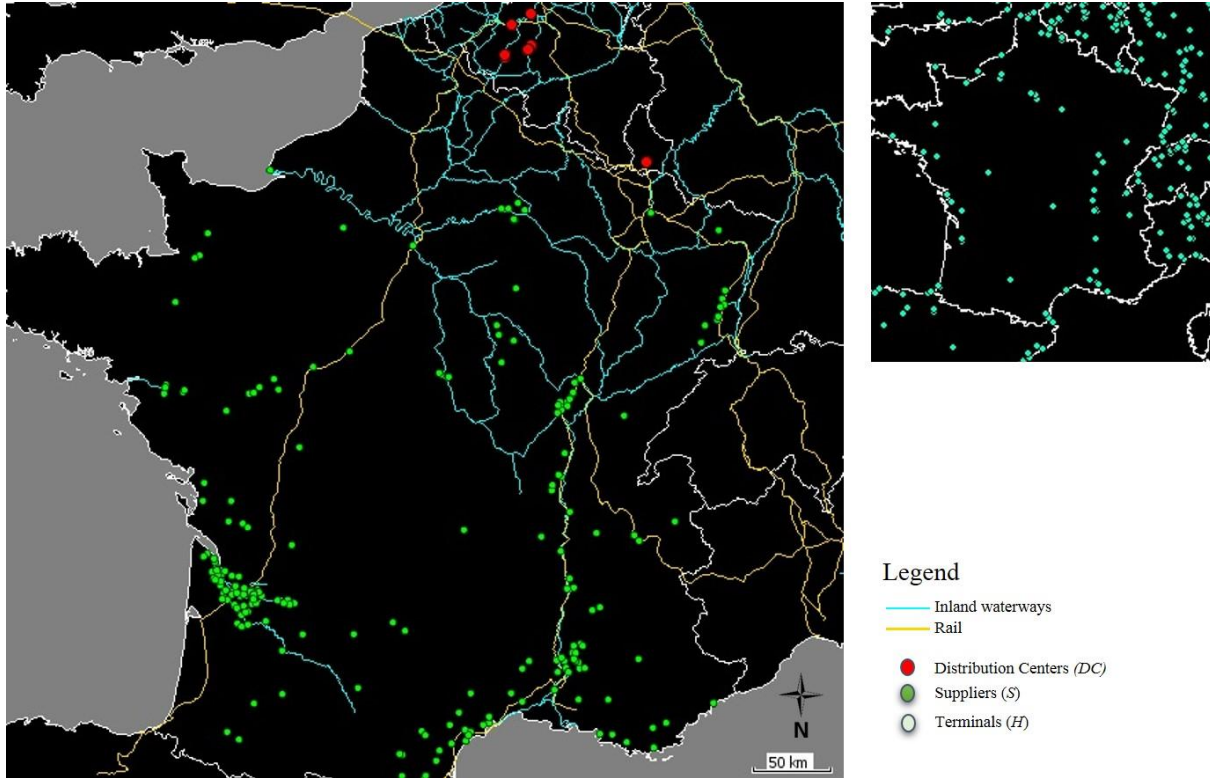 Legend
Inland waterways
Rail
Distribution Centers (DC)
Suppliers (S)
Terminals (H)
N
50 km